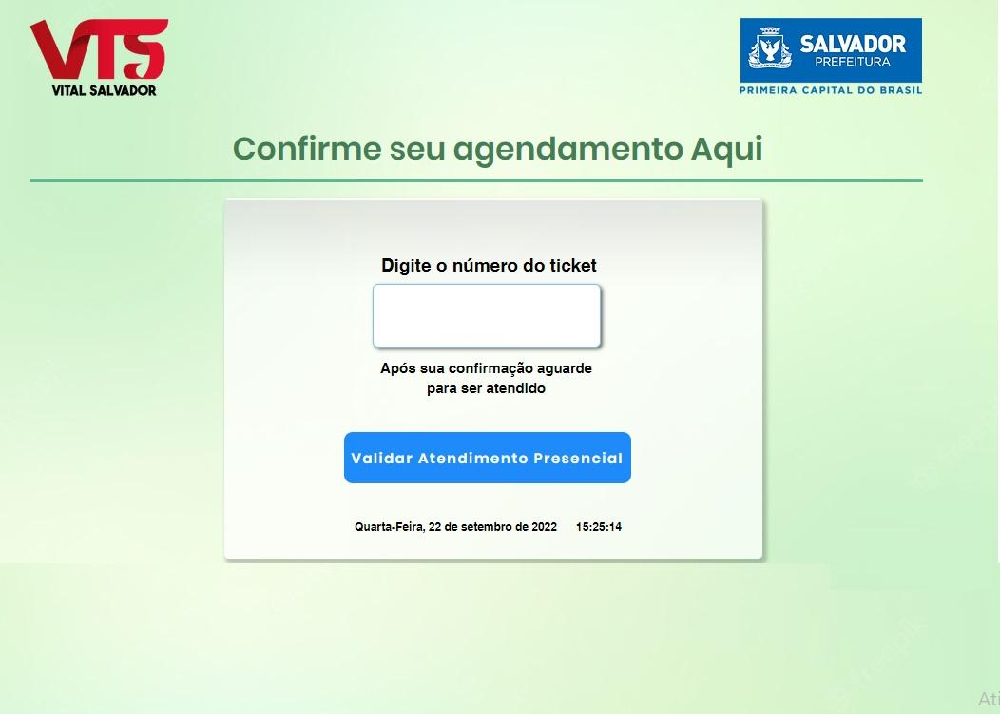 VTS
VITAL SALVADOR
SALVADOR
PREFEITURA
PRIMEIRA CAPITAL DO BRASIL
Confirme seu agendamento Aqui
Digite o número do ticket
Após sua confirmação aguarde
para ser atendido
Validar Atendimento Presencial
Quarta-Feira, 22 de setembro de 2022 15:25:14
freepik
Ati